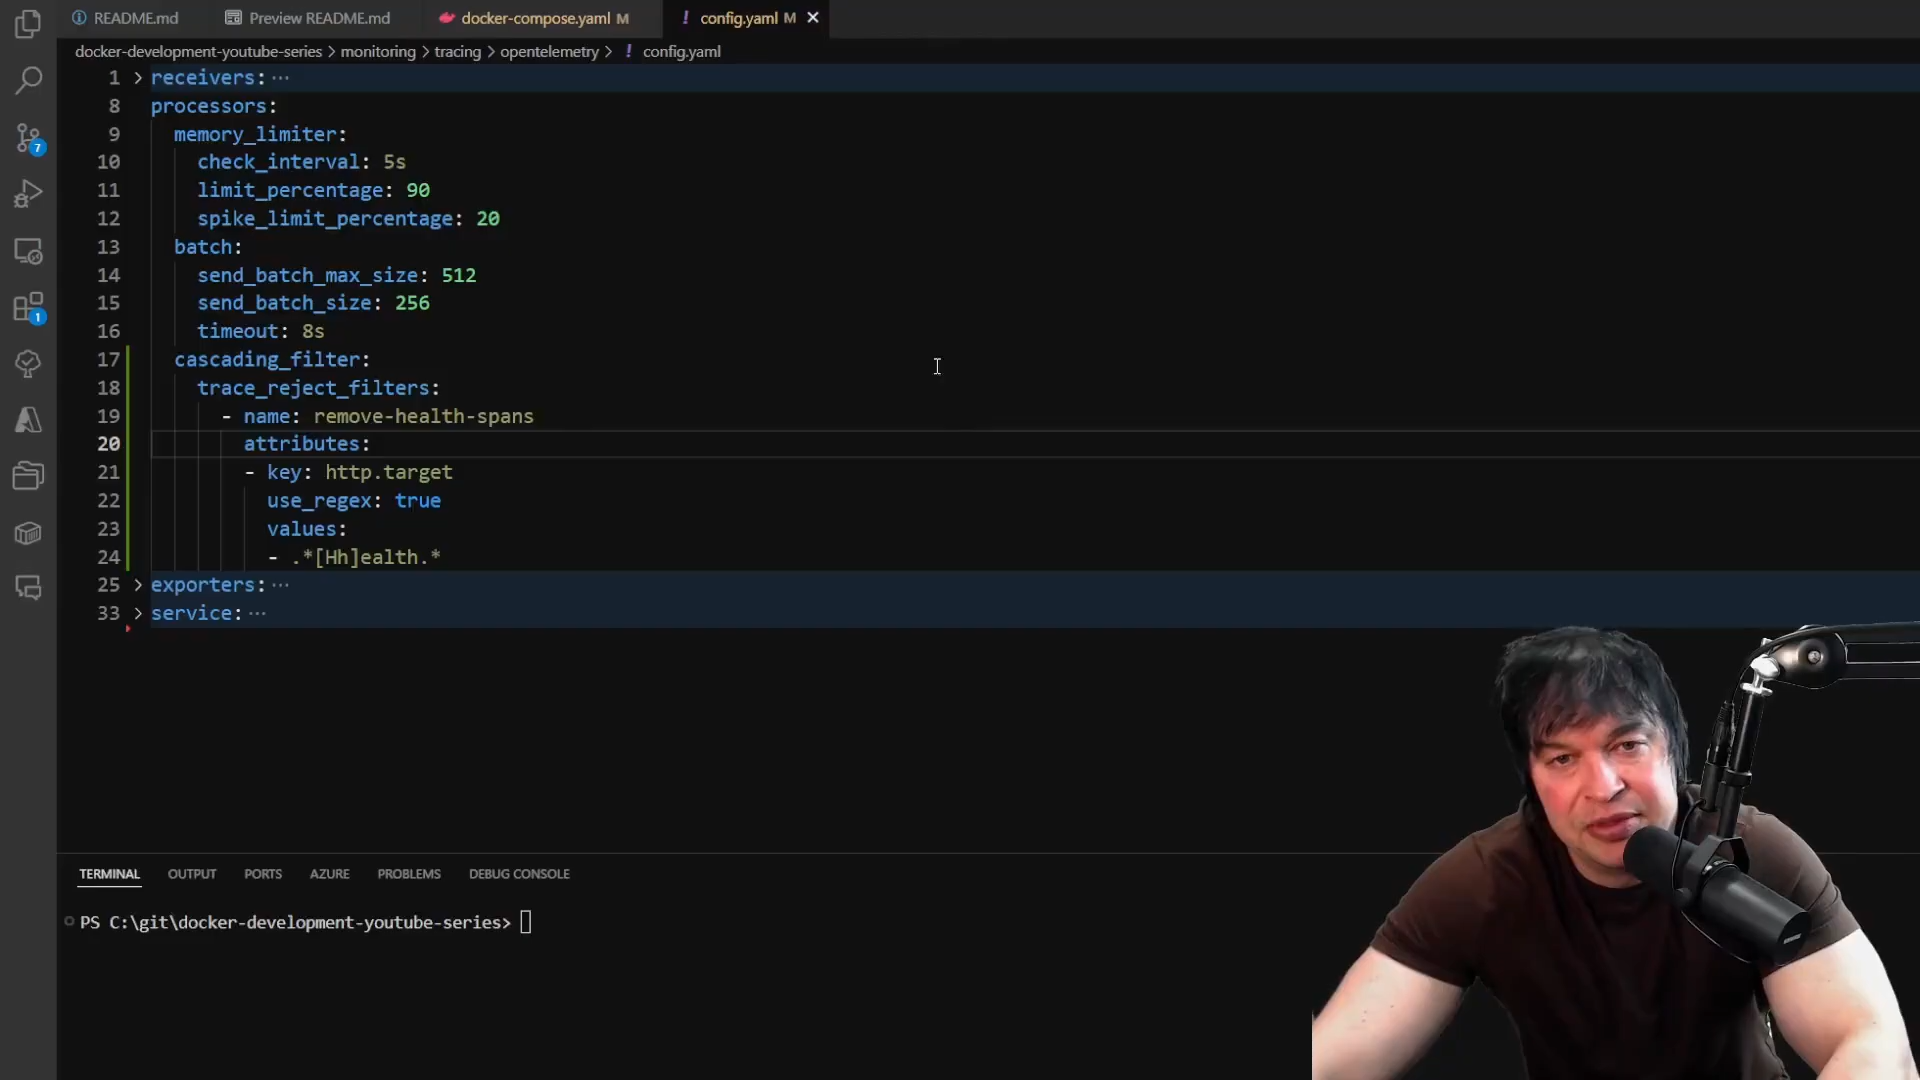 README.md Preview README.md docker-compose.yaml M ! config.yaml M
docker-development-youtube-series > monitoring > tracing > opentelemetry > ! config.yaml
1 > receivers: ...
8 processors:
9 memory_limiter:
10 check_interval: 5s
11 limit_percentage: 90
12 spike_limit_percentage: 20
13 batch:
14 send_batch_max_size: 512
15 send_batch_size: 256
16 timeout: 8s
17 cascading_filter:
18 trace_reject_filters:
19 - name: remove-health-spans
20 attributes:
21 - key: http.target
22 use_regex: true
23 values:
24 - .*[Hh]ealth.*
25 > exporters: ...
33 > service: ...
7
1
TERMINAL OUTPUT PORTS AZURE PROBLEMS DEBUG CONSOLE
PS C:\git\docker-development-youtube-series>